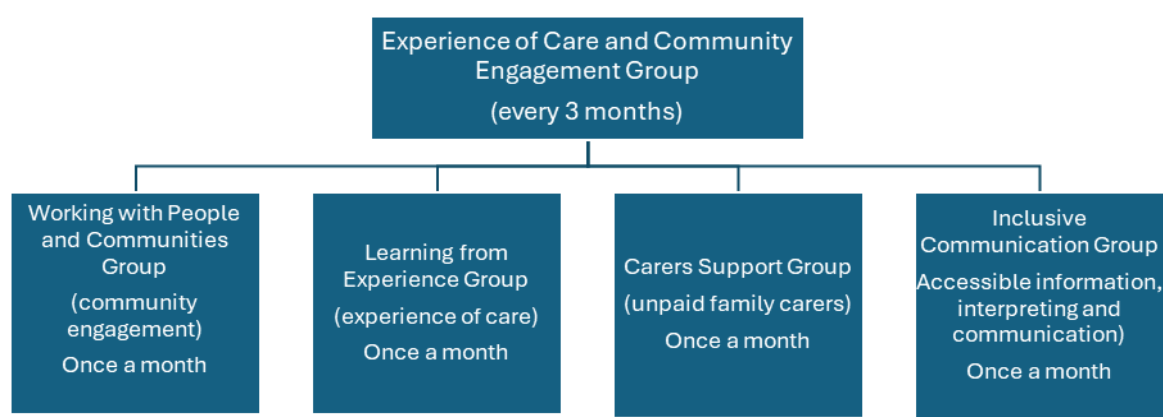 Experience of Care and Community
Engagement Group
(every 3 months)
Working with People
and Communities
Group
(community
engagement)
Once a month
Learning from
Experience Group
(experience of care)
Once a month
Carers Support Group
(unpaid family carers)
Once a month
Inclusive
Communication Group
Accessible information,
interpreting and
communication)
Once a month